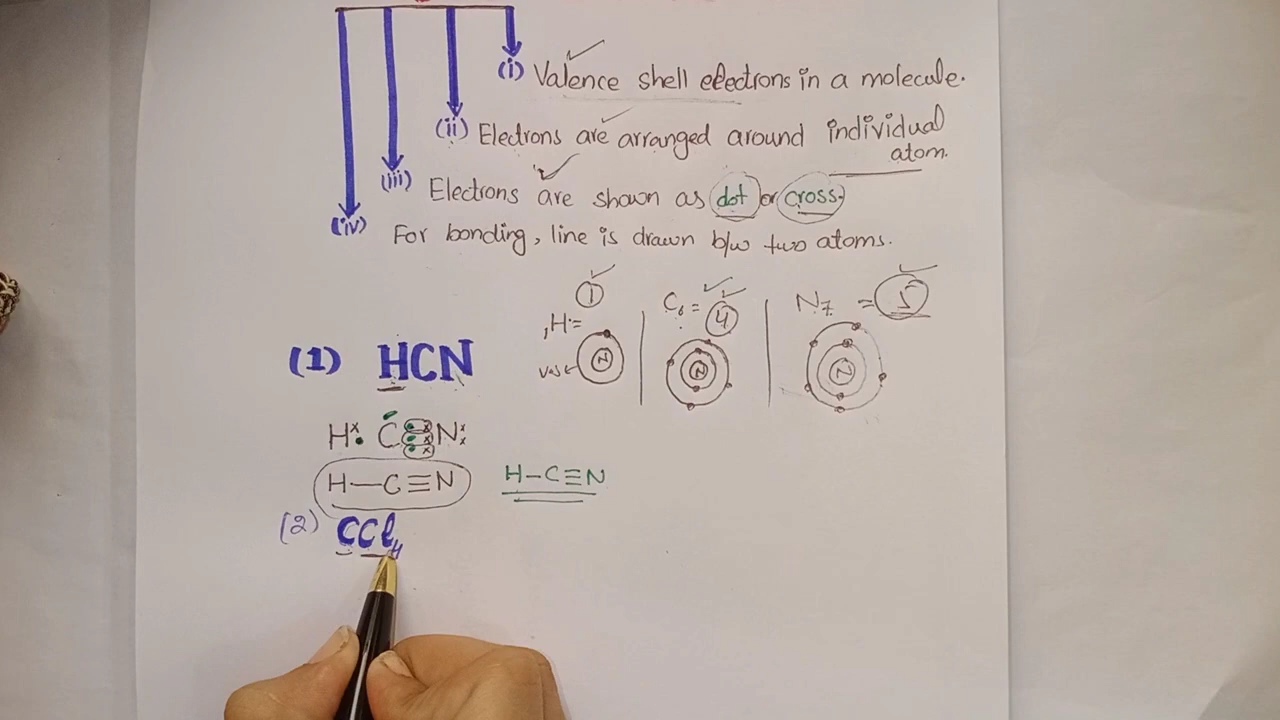 (i) Valence shell electrons in a molecule.
(ii) Electrons are arranged around individual
atom.
(iii) Electrons are shown as dot or cross.
(iv) For bonding, line is drawn b/w two atoms.
1
C6 = 4
N7 = 5
1H =
N
N
N
(1) HCN
H C N
H—C≡N
H–C≡N
(2) CCl4